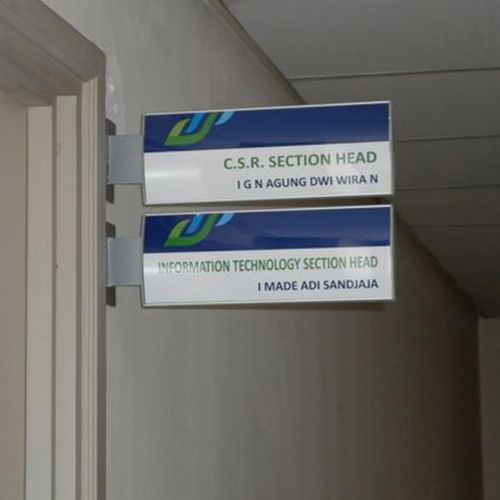 C.S.R. SECTION HEAD
I G N AGUNG DWI WIRA N
INFORMATION TECHNOLOGY SECTION HEAD
I MADE ADI SANDJAJA